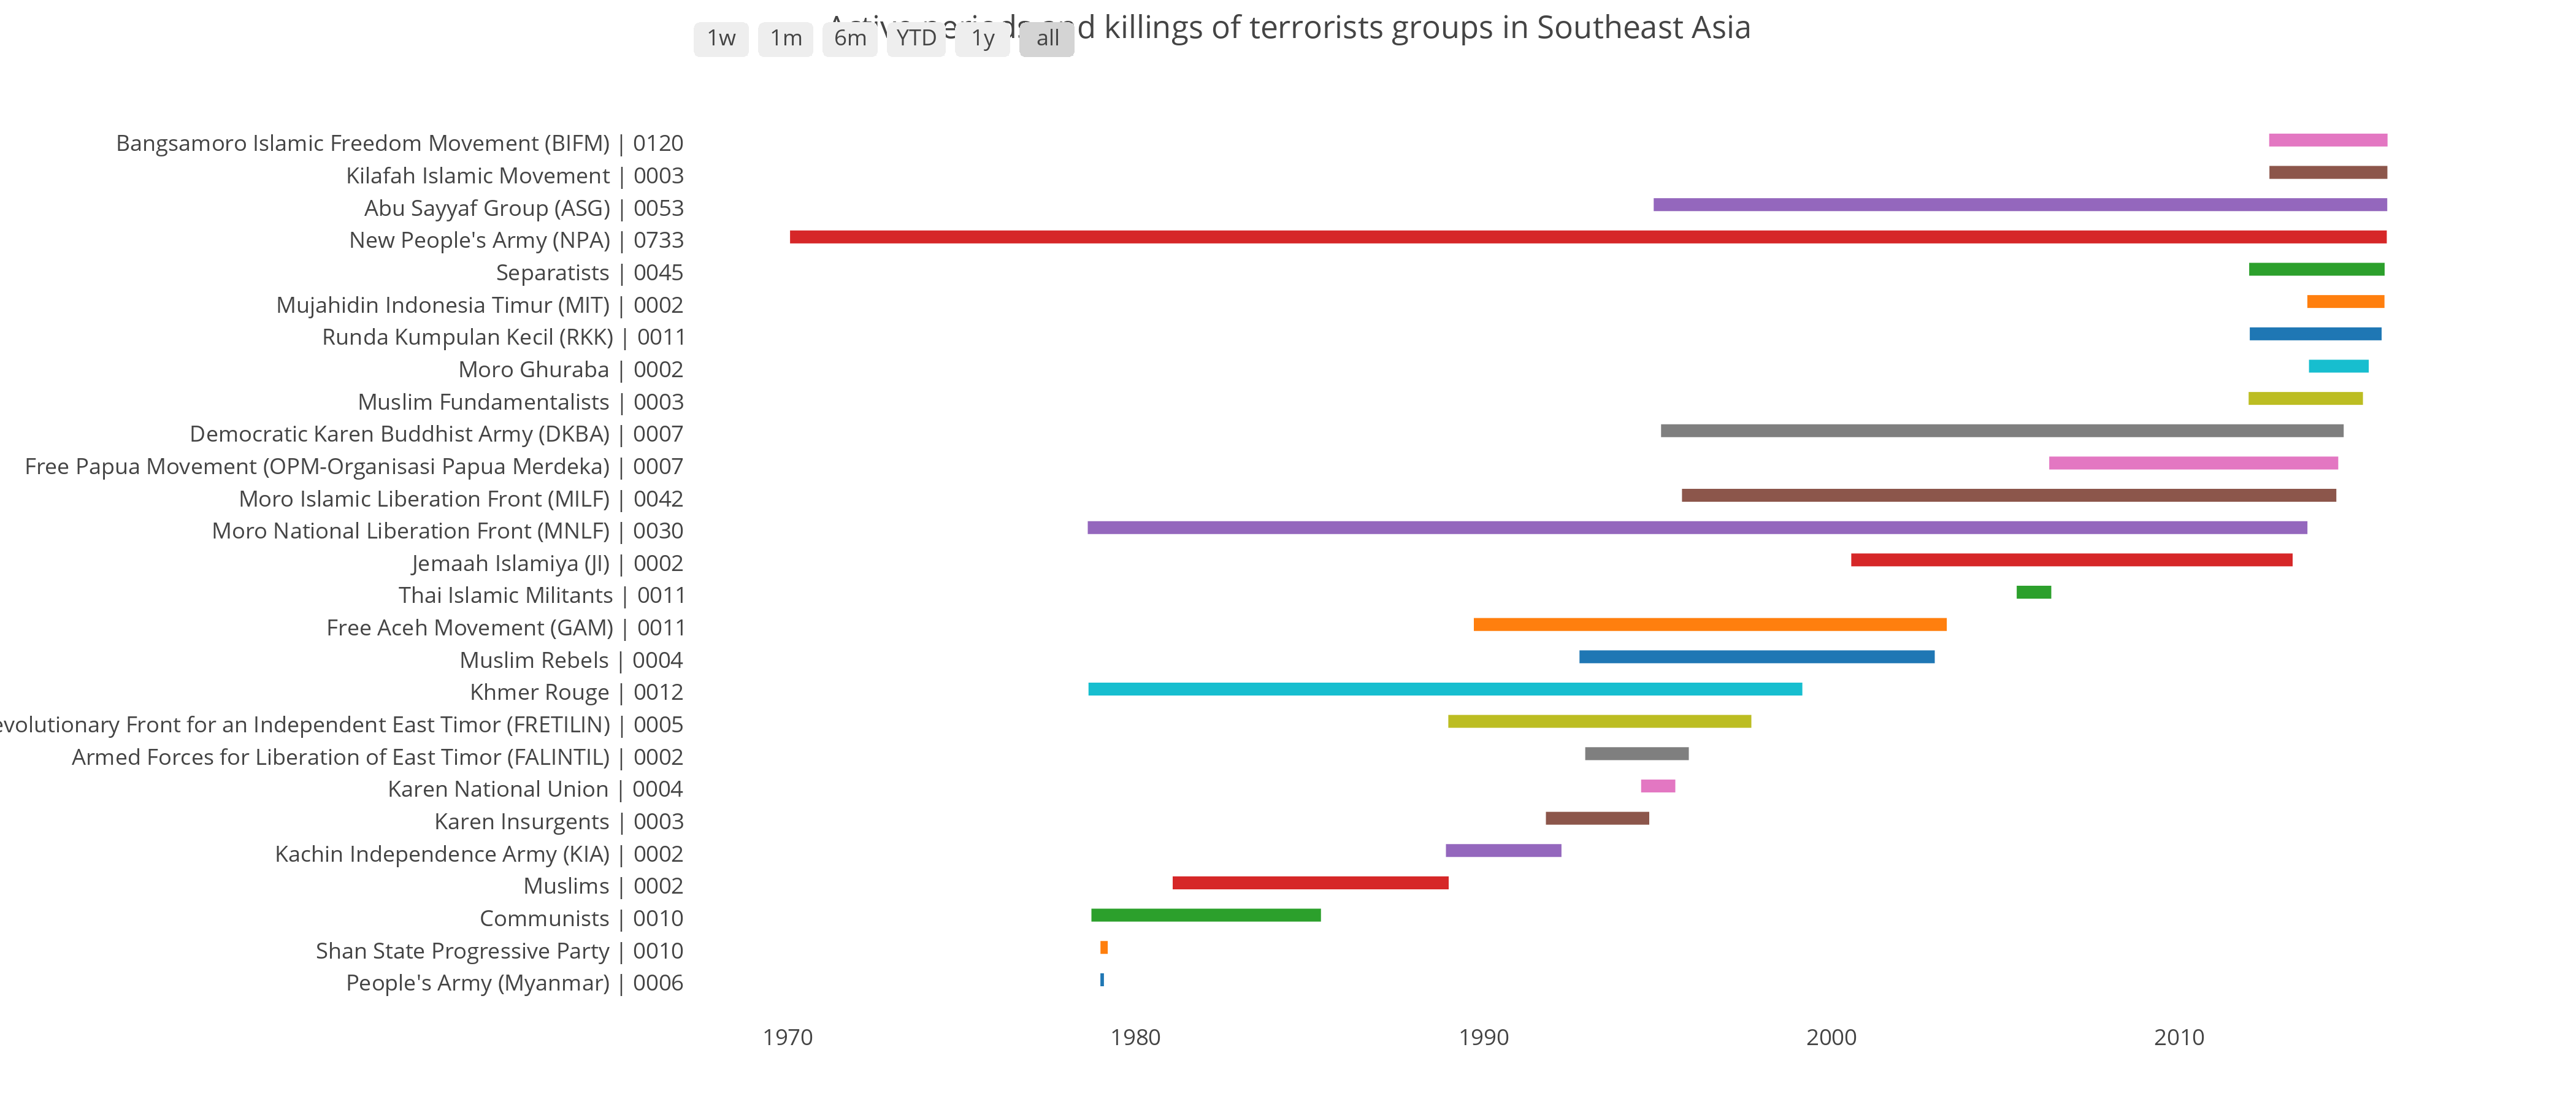 killings of terrorists groups in Southeast Asia
1w 1m 6m YTD 1y all
Bangsamoro Islamic Freedom Movement (BIFM) | 0120
Kilafah Islamic Movement | 0003
Abu Sayyaf Group (ASG) | 0053
New People's Army (NPA) | 0733
Separatists | 0045
Mujahidin Indonesia Timur (MIT) | 0002
Runda Kumpulan Kecil (RKK) | 0011
Moro Ghuraba | 0002
Muslim Fundamentalists | 0003
Democratic Karen Buddhist Army (DKBA) | 0007
Free Papua Movement (OPM-Organisasi Papua Merdeka) | 0007
Moro Islamic Liberation Front (MILF) | 0042
Moro National Liberation Front (MNLF) | 0030
Jemaah Islamiya (JI) | 0002
Thai Islamic Militants | 0011
Free Aceh Movement (GAM) | 0011
Muslim Rebels | 0004
Khmer Rouge | 0012
evolutionary Front for an Independent East Timor (FRETILIN) | 0005
Armed Forces for Liberation of East Timor (FALINTIL) | 0002
Karen National Union | 0004
Karen Insurgents | 0003
Kachin Independence Army (KIA) | 0002
Muslims | 0002
Communists | 0010
Shan State Progressive Party | 0010
People's Army (Myanmar) | 0006
1970 1980 1990 2000 2010